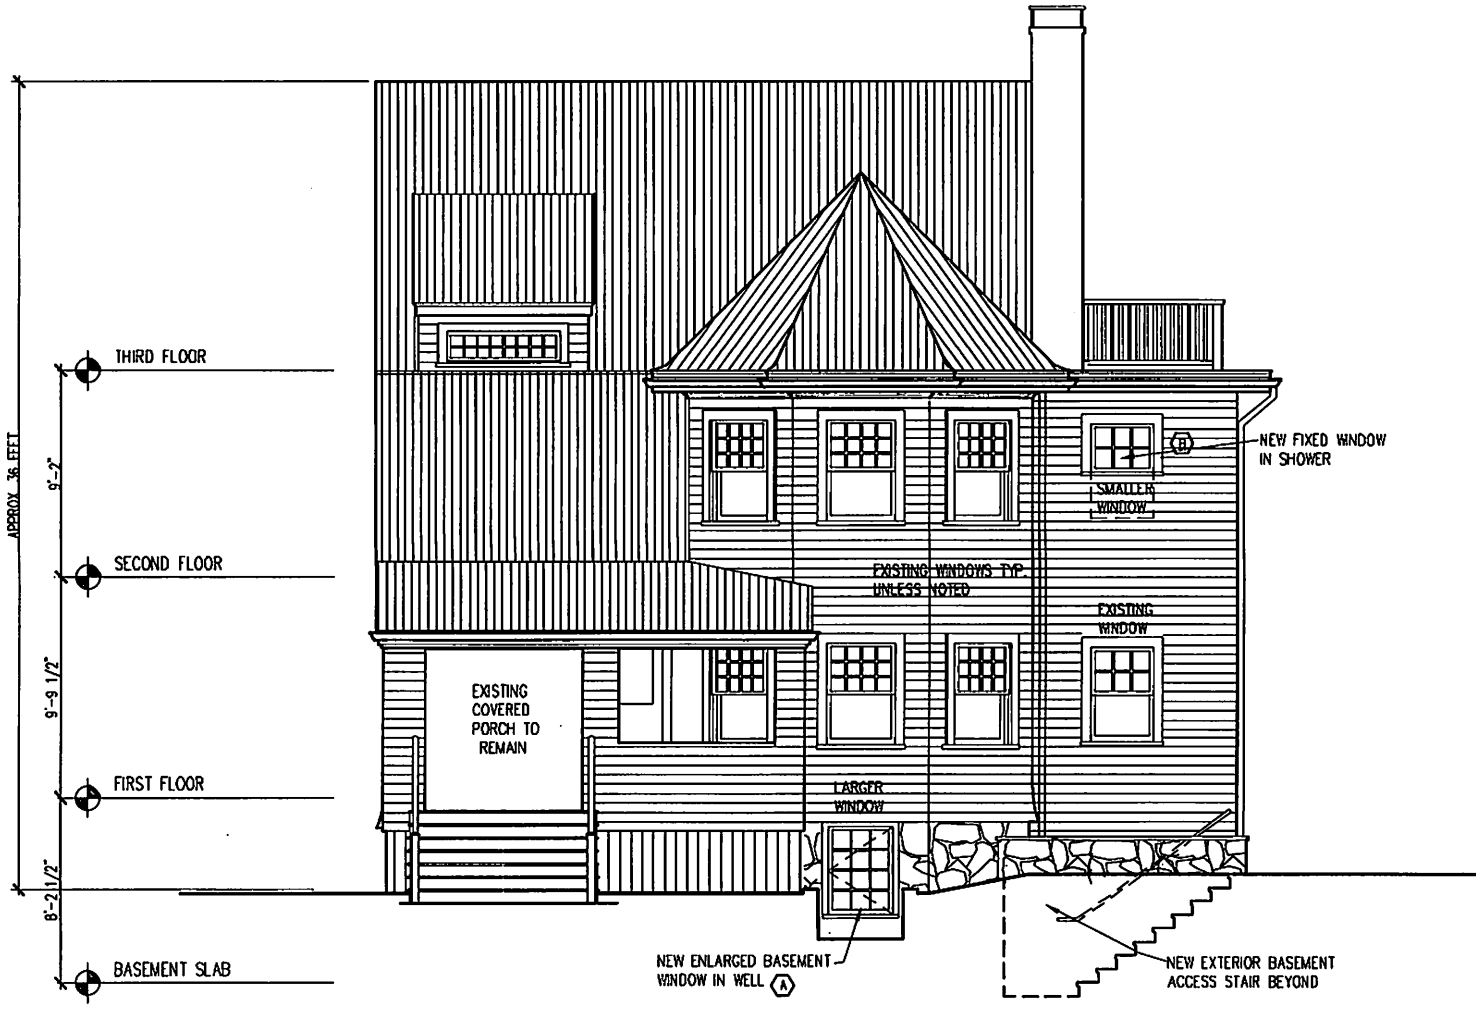 THIRD FLOOR
APPROX 36 FEET
9'-2"
B
NEW FIXED WINDOW
IN SHOWER
SMALLER
WINDOW
SECOND FLOOR
EXISTING WINDOWS TYP.
UNLESS NOTED
EXISTING
WINDOW
9'-9 1/2"
EXISTING
COVERED
PORCH TO
REMAIN
FIRST FLOOR
LARGER
WINDOW
8'-2 1/2"
NEW ENLARGED BASEMENT
WINDOW IN WELL A
NEW EXTERIOR BASEMENT
ACCESS STAIR BEYOND
BASEMENT SLAB